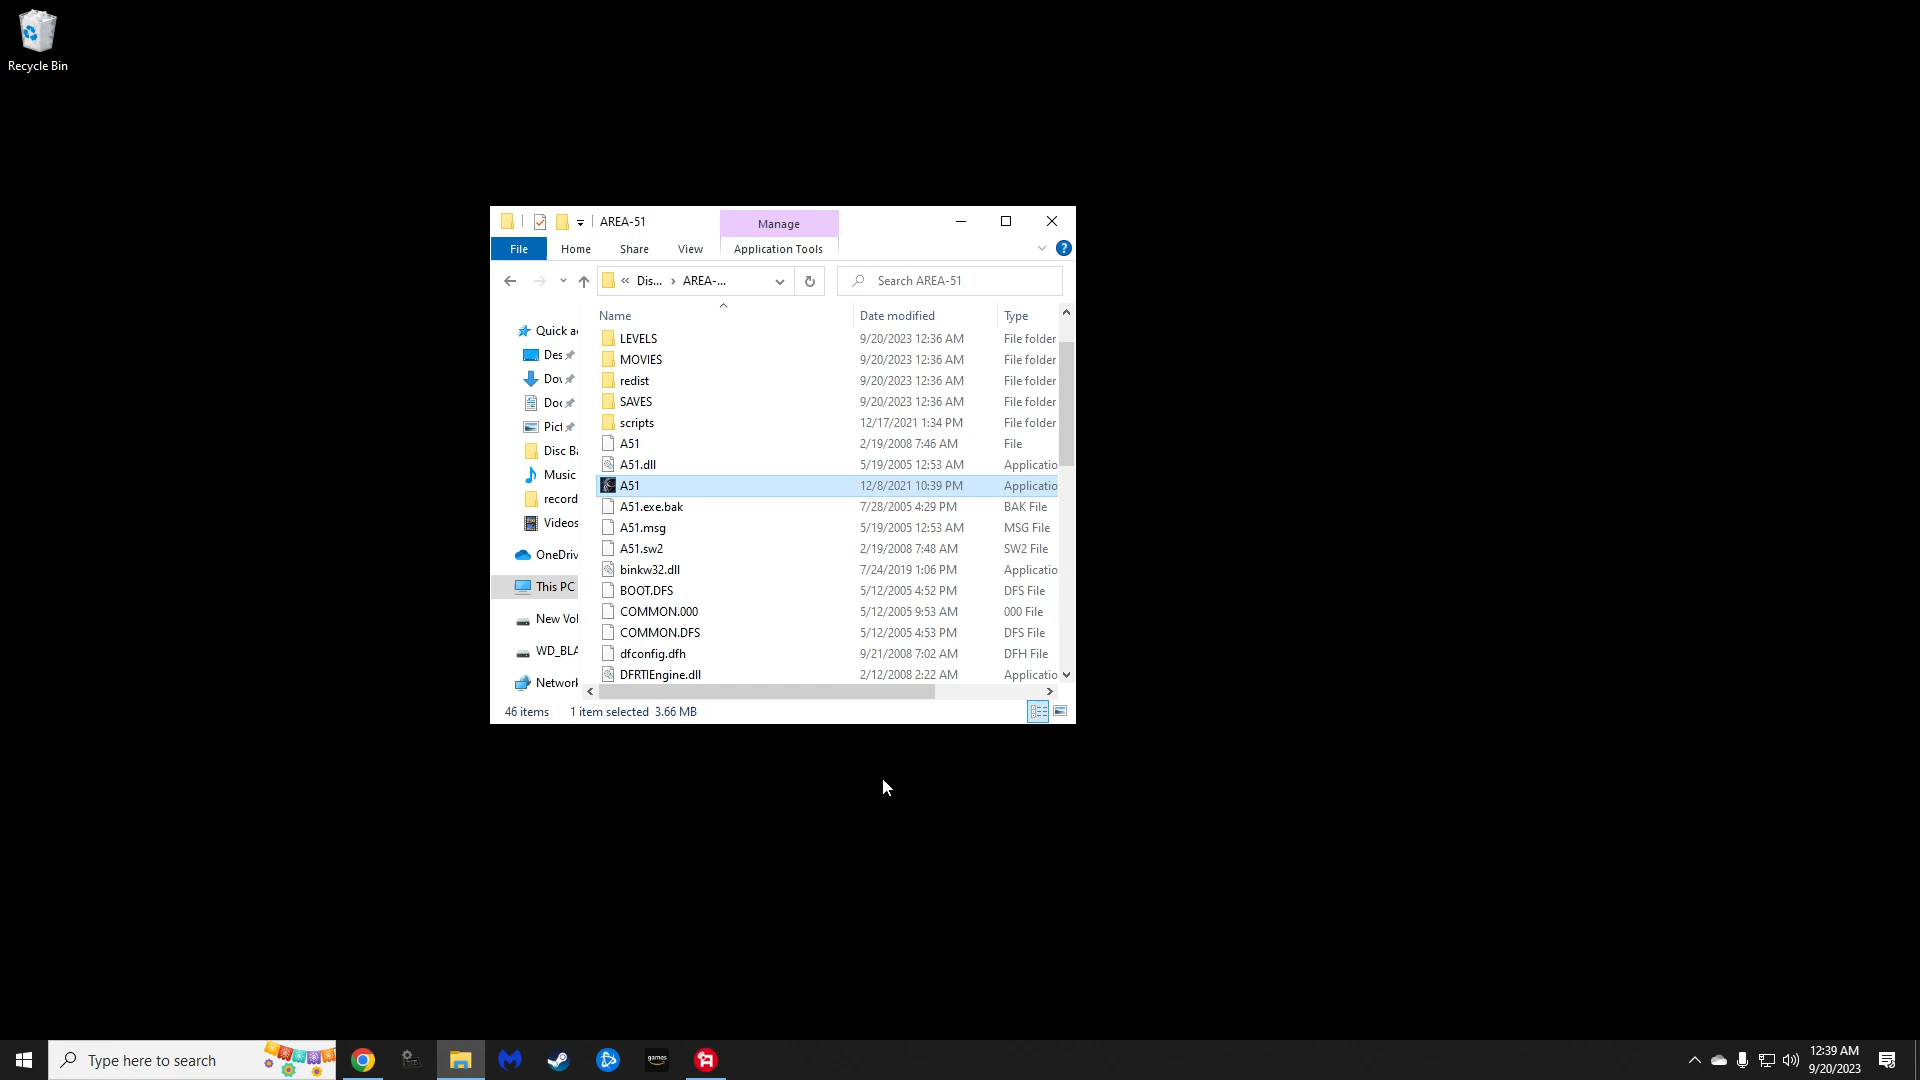 Recycle Bin
AREA-51
Manage
File Home Share View Application Tools
« Dis... › AREA-... Search AREA-51
Name Date modified Type
LEVELS 9/20/2023 12:36 AM File folder
MOVIES 9/20/2023 12:36 AM File folder
redist 9/20/2023 12:36 AM File folder
SAVES 9/20/2023 12:36 AM File folder
scripts 12/17/2021 1:34 PM File folder
A51 2/19/2008 7:46 AM File
A51.dll 5/19/2005 12:53 AM Applicatio
A51 12/8/2021 10:39 PM Applicatio
A51.exe.bak 7/28/2005 4:29 PM BAK File
A51.msg 5/19/2005 12:53 AM MSG File
A51.sw2 2/19/2008 7:48 AM SW2 File
binkw32.dll 7/24/2019 1:06 PM Applicatio
BOOT.DFS 5/12/2005 4:52 PM DFS File
COMMON.000 5/12/2005 9:53 AM 000 File
COMMON.DFS 5/12/2005 4:53 PM DFS File
dfconfig.dfh 9/21/2008 7:02 AM DFH File
DFRTIEngine.dll 2/12/2008 2:22 AM Applicatio
Quick a
Des
Dov
Doc
Pict
Disc Ba
Music
record
Videos
OneDriv
This PC
New Vol
WD_BLA
Network
46 items 1 item selected 3.66 MB
Type here to search
games
12:39 AM
9/20/2023